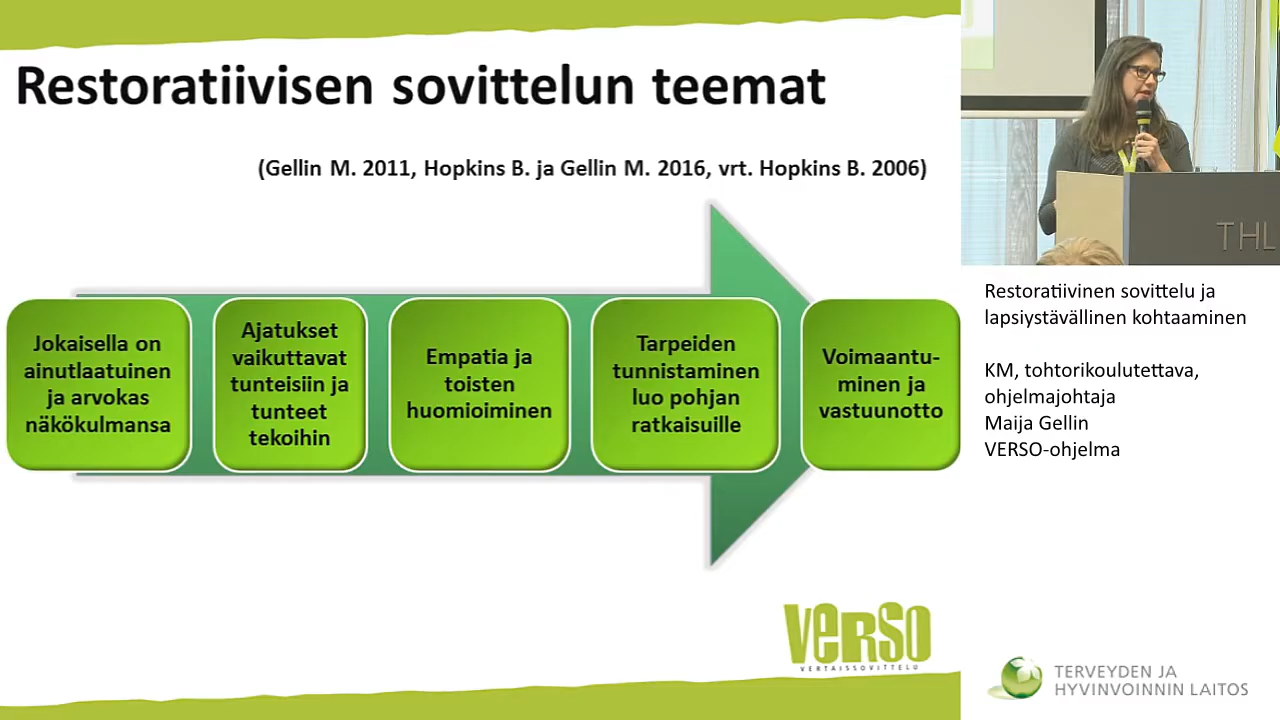 Restoratiivisen sovittelun teemat
(Gellin M. 2011, Hopkins B. ja Gellin M. 2016, vrt. Hopkins B. 2006)
Jokaisella on
ainutlaatuinen
ja arvokas
näkökulmansa
Ajatukset
vaikuttavat
tunteisiin ja
tunteet
tekoihin
Empatia ja
toisten
huomioiminen
Tarpeiden
tunnistaminen
luo pohjan
ratkaisuille
Voimaantu-
minen ja
vastuunotto
VERSO
VERTAISSOVITTELU
THL
Restoratiivinen sovittelu ja
lapsiystävällinen kohtaaminen
KM, tohtorikoulutettava,
ohjelmajohtaja
Maija Gellin
VERSO-ohjelma
TERVEYDEN JA
HYVINVOINNIN LAITOS